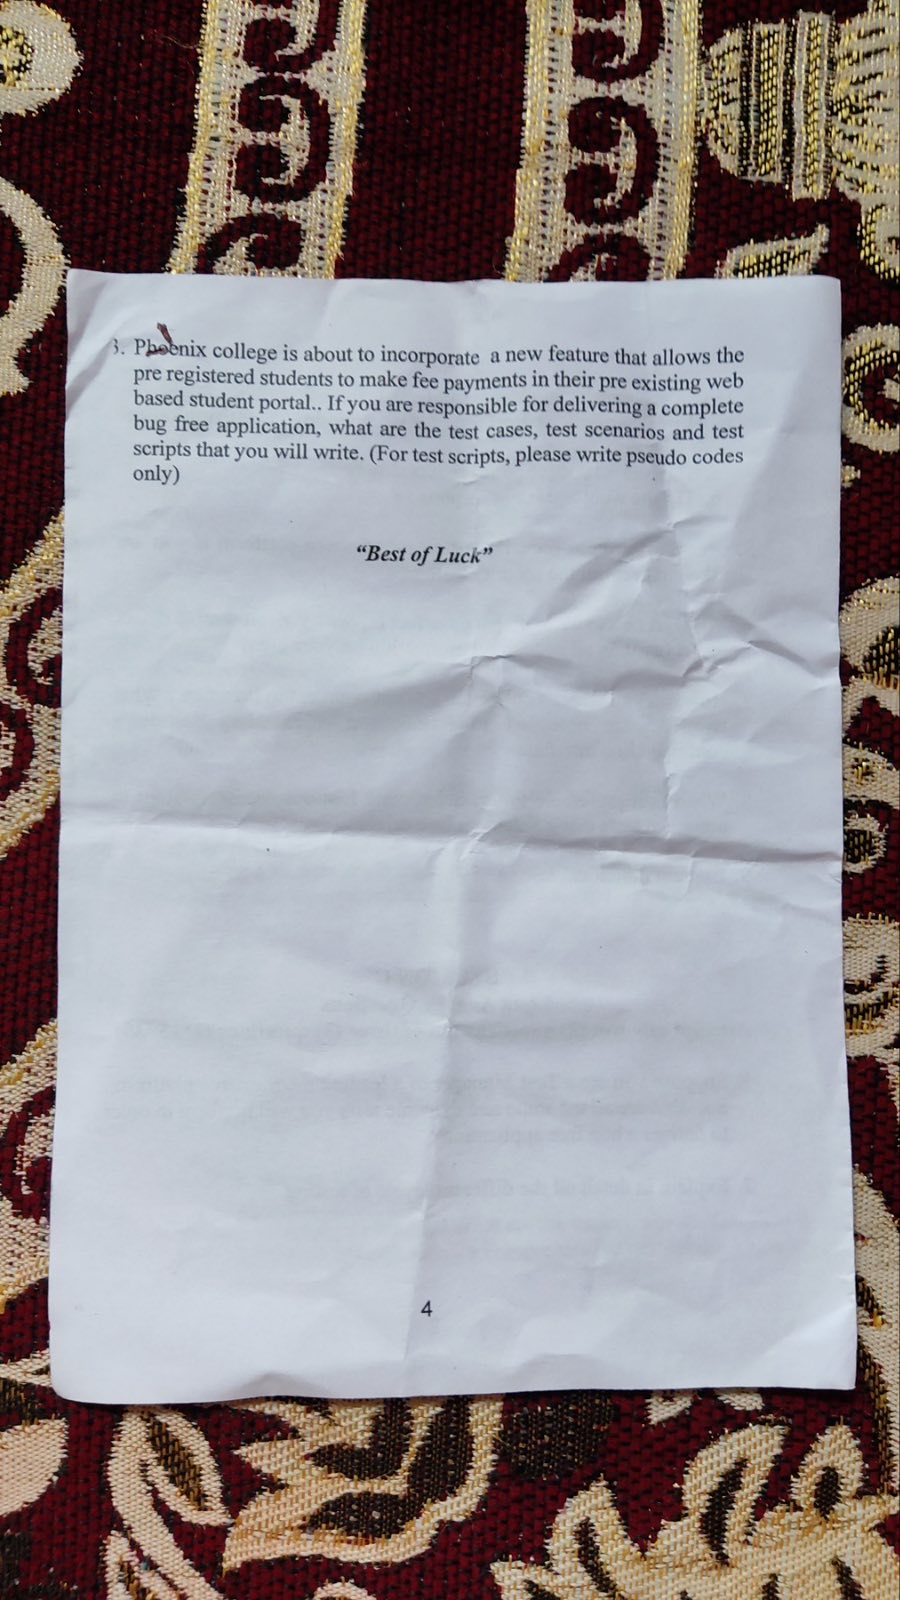 3. Phoenix college is about to incorporate a new feature that allows the
pre registered students to make fee payments in their pre existing web
based student portal.. If you are responsible for delivering a complete
bug free application, what are the test cases, test scenarios and test
scripts that you will write. (For test scripts, please write pseudo codes
only)
“Best of Luck”
4